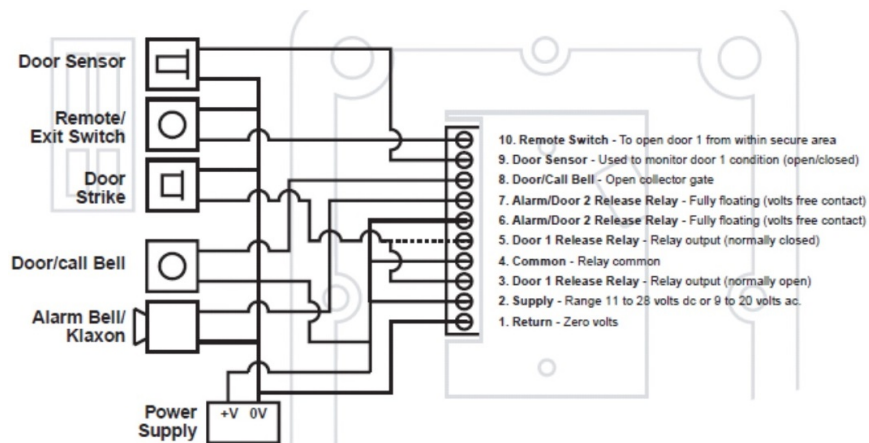 Door Sensor
Remote/
Exit Switch
Door
Strike
Door/call Bell
Alarm Bell/
Klaxon
Power
Supply
+V 0V
10. Remote Switch - To open door 1 from within secure area
9. Door Sensor - Used to monitor door 1 condition (open/closed)
8. Door/Call Bell - Open collector gate
7. Alarm/Door 2 Release Relay - Fully floating (volts free contact)
6. Alarm/Door 2 Release Relay - Fully floating (volts free contact)
5. Door 1 Release Relay - Relay output (normally closed)
4. Common - Relay common
3. Door 1 Release Relay - Relay output (normally open)
2. Supply - Range 11 to 28 volts dc or 9 to 20 volts ac.
1. Return - Zero volts